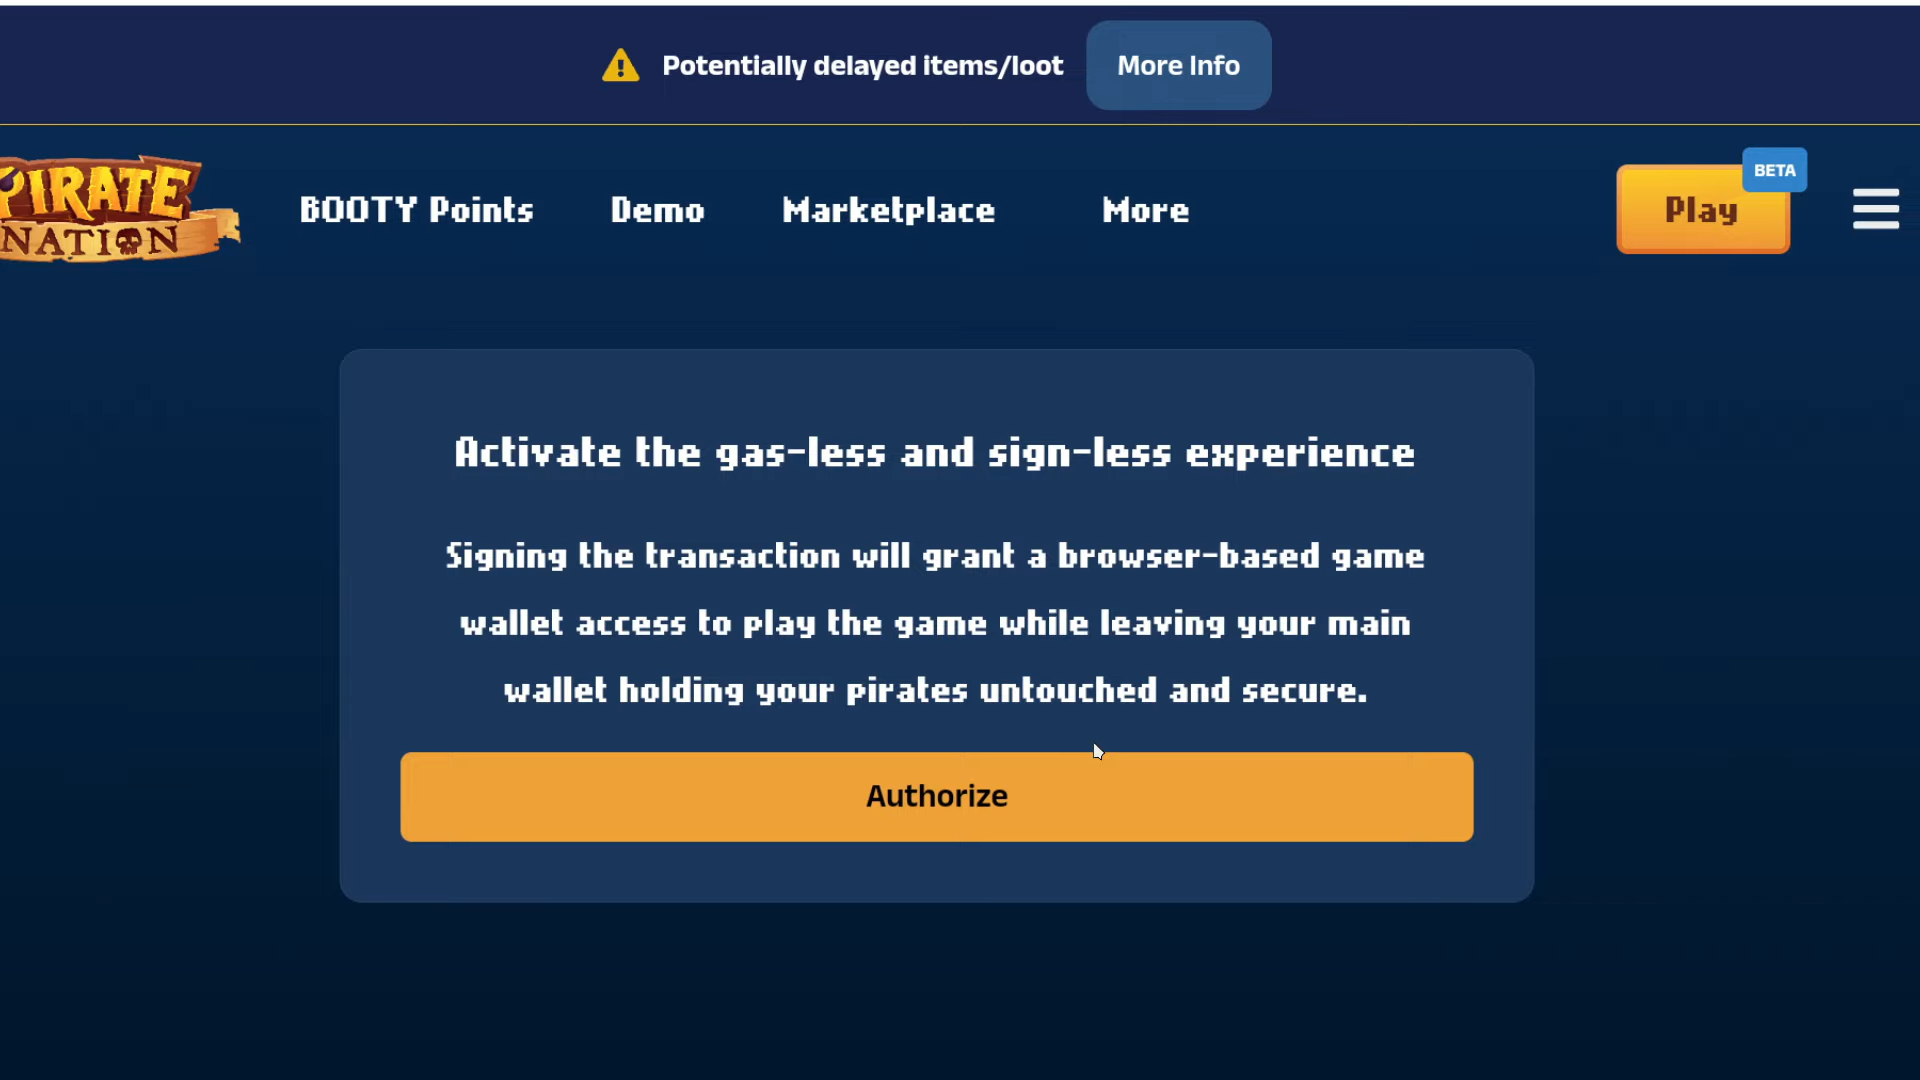 Potentially delayed items/loot
More Info
PIRATE
NATION
BOOTY Points
Demo
Marketplace
More
Play
BETA
Activate the gas-less and sign-less experience
Signing the transaction will grant a browser-based game
wallet access to play the game while leaving your main
wallet holding your pirates untouched and secure.
Authorize